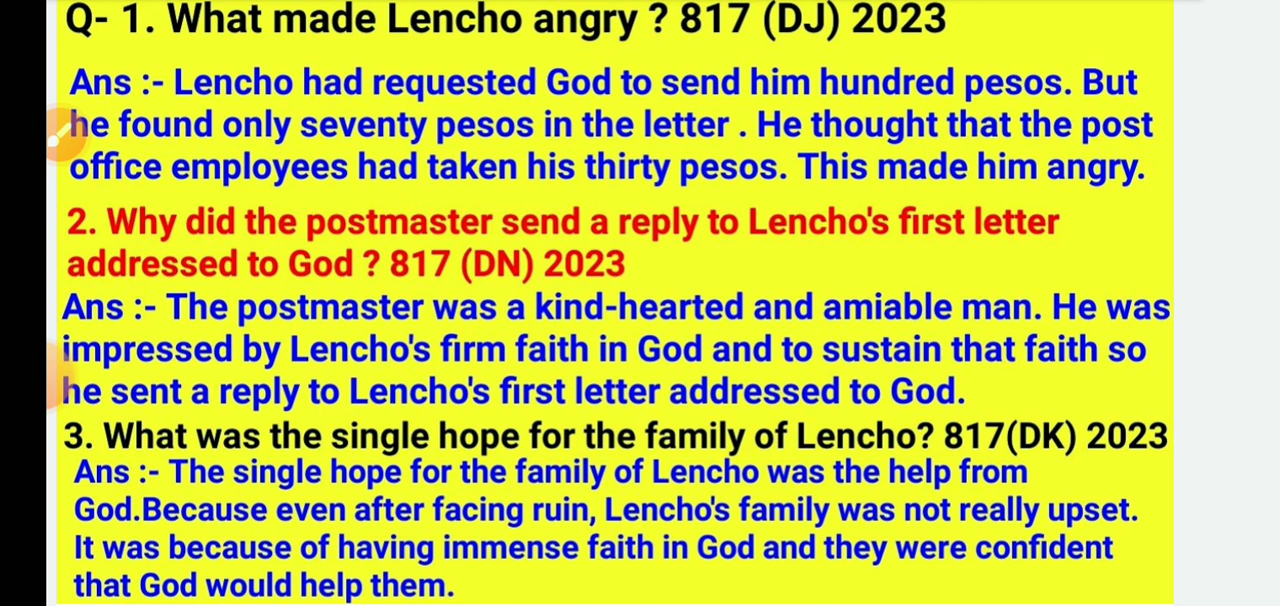 Q- 1. What made Lencho angry ? 817 (DJ) 2023
Ans :- Lencho had requested God to send him hundred pesos. But
he found only seventy pesos in the letter . He thought that the post
office employees had taken his thirty pesos. This made him angry.
2. Why did the postmaster send a reply to Lencho's first letter
addressed to God ? 817 (DN) 2023
Ans :- The postmaster was a kind-hearted and amiable man. He was
impressed by Lencho's firm faith in God and to sustain that faith so
he sent a reply to Lencho's first letter addressed to God.
3. What was the single hope for the family of Lencho? 817(DK) 2023
Ans :- The single hope for the family of Lencho was the help from
God.Because even after facing ruin, Lencho's family was not really upset.
It was because of having immense faith in God and they were confident
that God would help them.